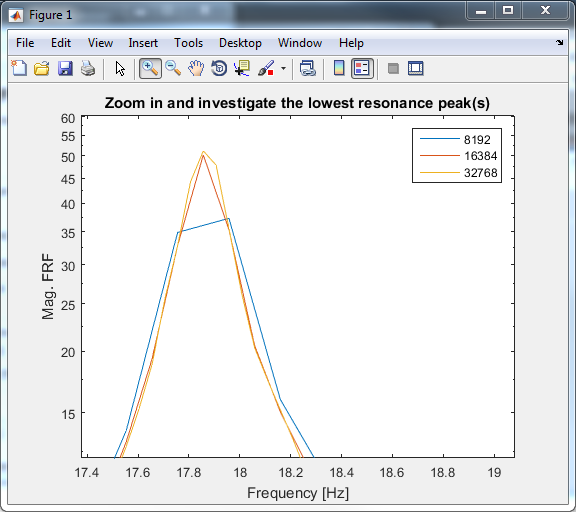 Figure 1
File Edit View Insert Tools Desktop Window Help
Zoom in and investigate the lowest resonance peak(s)
60
55
50
45
40
35
30
25
20
15
Mag. FRF
8192
16384
32768
17.4 17.6 17.8 18 18.2 18.4 18.6 18.8 19
Frequency [Hz]